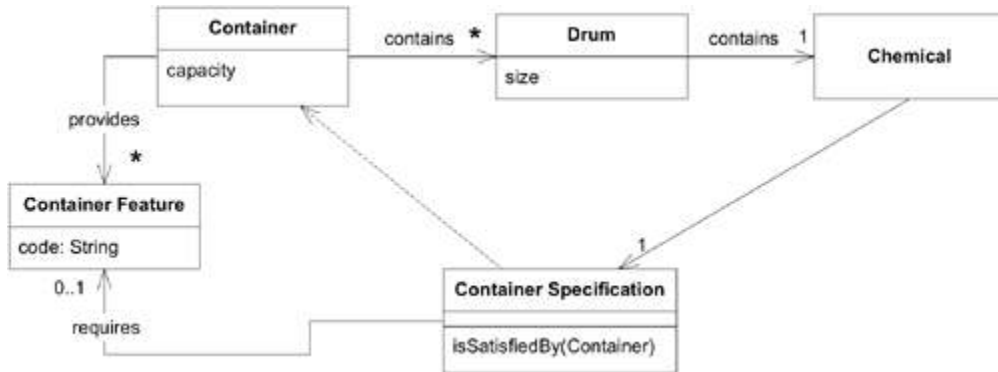 Container
capacity
contains
*
Drum
size
contains
1
Chemical
provides
*
Container Feature
code: String
0..1
requires
1
Container Specification
isSatisfiedBy(Container)